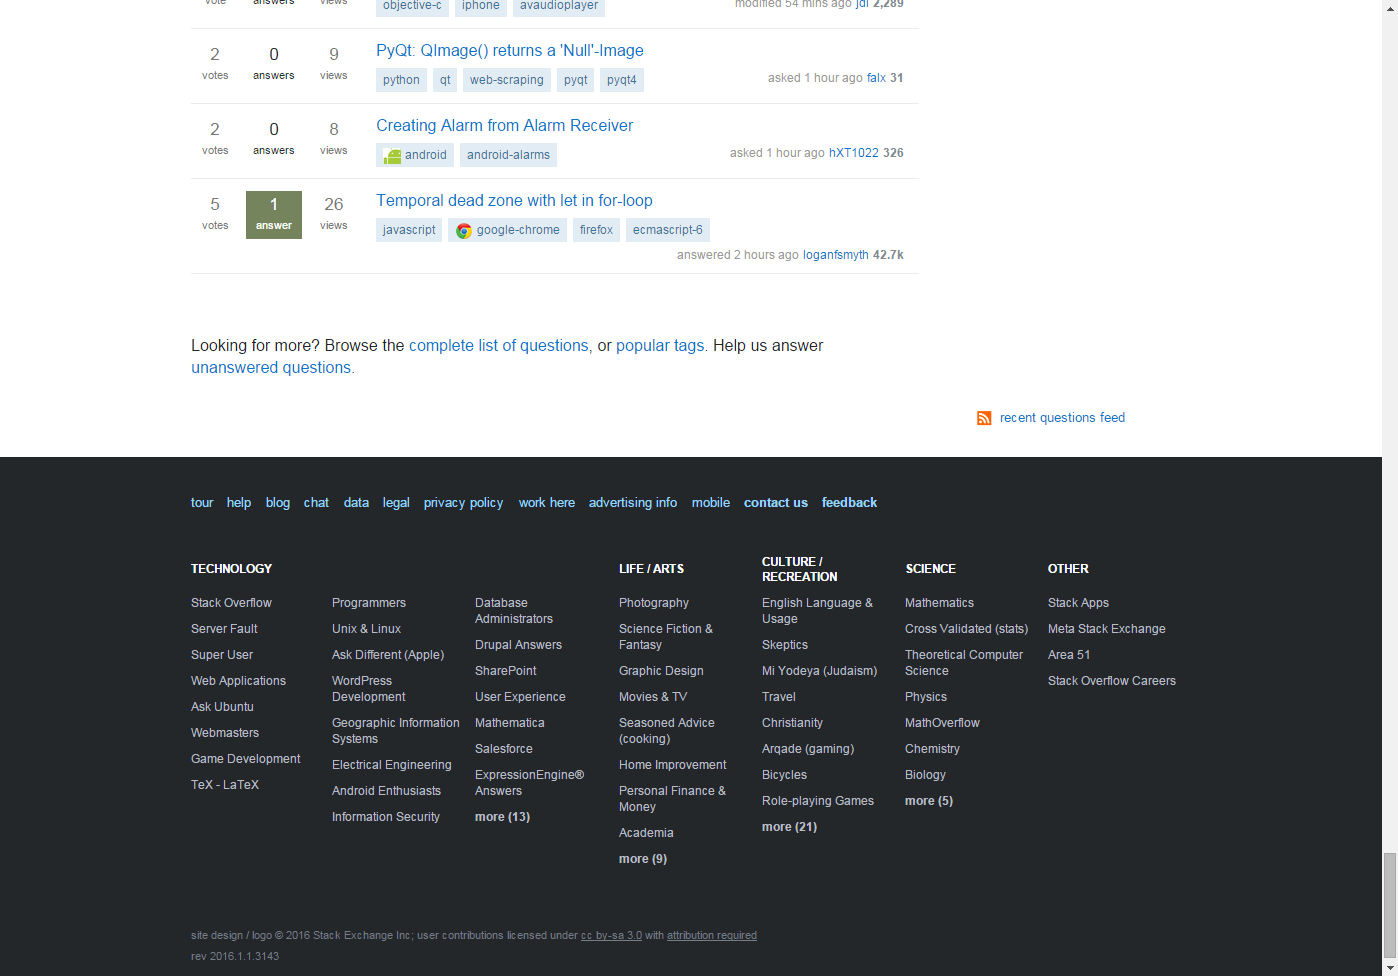 vote answers views
objective-c iphone avaudioplayer
modified 54 mins ago jdl 2,289
2 0 9 PyQt: QImage() returns a 'Null'-Image
votes answers views python qt web-scraping pyqt pyqt4
asked 1 hour ago falx 31
2 0 8 Creating Alarm from Alarm Receiver
votes answers views android android-alarms
asked 1 hour ago hXT1022 326
5 1 26 Temporal dead zone with let in for-loop
votes answer views javascript google-chrome firefox ecmascript-6
answered 2 hours ago loganfsmyth 42.7k
Looking for more? Browse the complete list of questions, or popular tags. Help us answer
unanswered questions.
recent questions feed
tour help blog chat data legal privacy policy work here advertising info mobile contact us feedback
TECHNOLOGY
Stack Overflow
Server Fault
Super User
Web Applications
Ask Ubuntu
Webmasters
Game Development
TeX - LaTeX
Programmers
Unix & Linux
Ask Different (Apple)
WordPress
Development
Geographic Information
Systems
Electrical Engineering
Android Enthusiasts
Information Security
Database
Administrators
Drupal Answers
SharePoint
User Experience
Mathematica
Salesforce
ExpressionEngine®
Answers
more (13)
LIFE / ARTS
Photography
Science Fiction &
Fantasy
Graphic Design
Movies & TV
Seasoned Advice
(cooking)
Home Improvement
Personal Finance &
Money
Academia
more (9)
CULTURE /
RECREATION
English Language &
Usage
Skeptics
Mi Yodeya (Judaism)
Travel
Christianity
Arqade (gaming)
Bicycles
Role-playing Games
more (21)
SCIENCE
Mathematics
Cross Validated (stats)
Theoretical Computer
Science
Physics
MathOverflow
Chemistry
Biology
more (5)
OTHER
Stack Apps
Meta Stack Exchange
Area 51
Stack Overflow Careers
site design / logo © 2016 Stack Exchange Inc; user contributions licensed under cc by-sa 3.0 with attribution required
rev 2016.1.1.3143